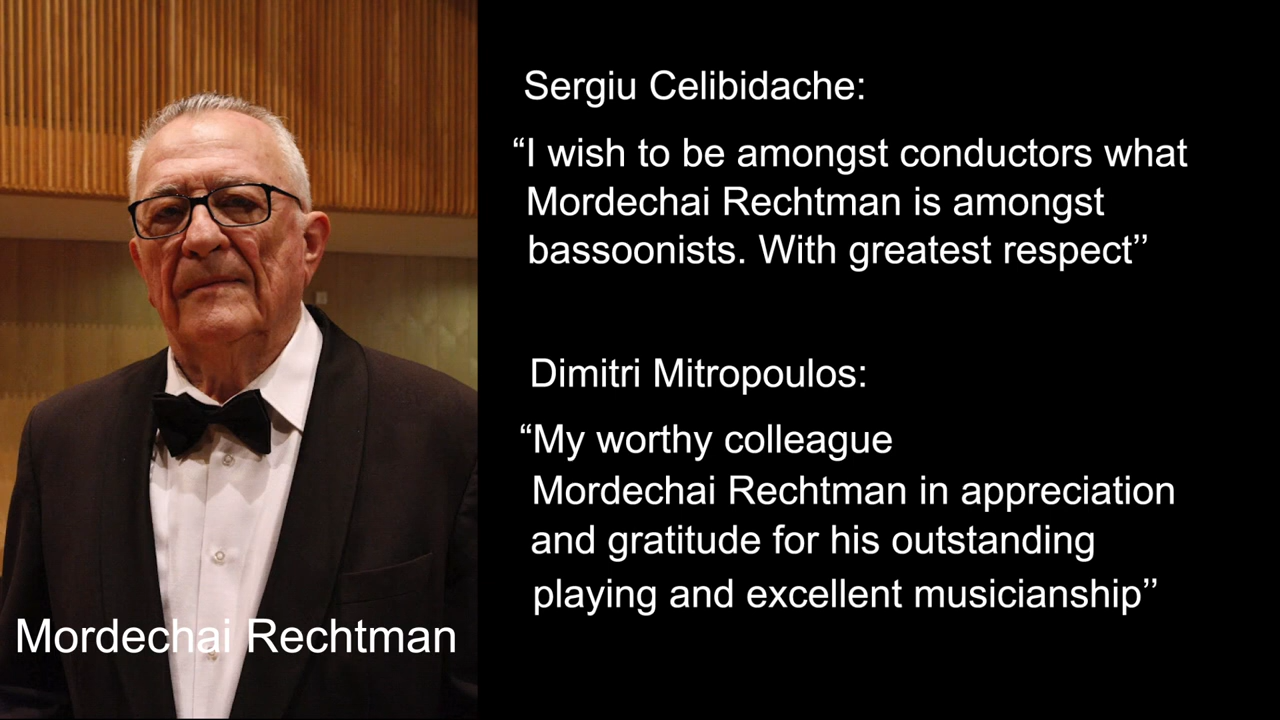 Sergiu Celibidache:
“I wish to be amongst conductors what
Mordechai Rechtman is amongst
bassoonists. With greatest respect’’
Dimitri Mitropoulos:
“My worthy colleague
Mordechai Rechtman in appreciation
and gratitude for his outstanding
playing and excellent musicianship’’
Mordechai Rechtman